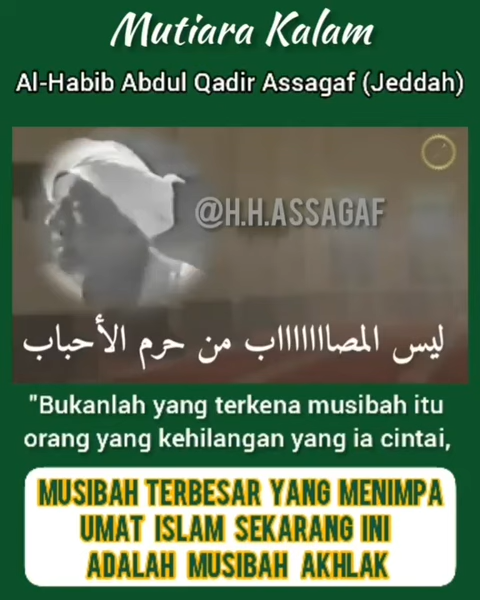 Mutiara Kalam
Al-Habib Abdul Qadir Assagaf (Jeddah)
@H.H.ASSAGAF
ليس المصااااااااب من حرم الأحباب
"Bukanlah yang terkena musibah itu
orang yang kehilangan yang ia cintai,
MUSIBAH TERBESAR YANG MENIMPA
UMAT ISLAM SEKARANG INI
ADALAH MUSIBAH AKHLAK